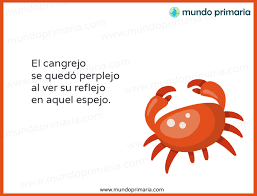 mundo primaria
El cangrejo
se quedó perplejo
al ver su reflejo
en aquel espejo.
www.mundoprimaria.com